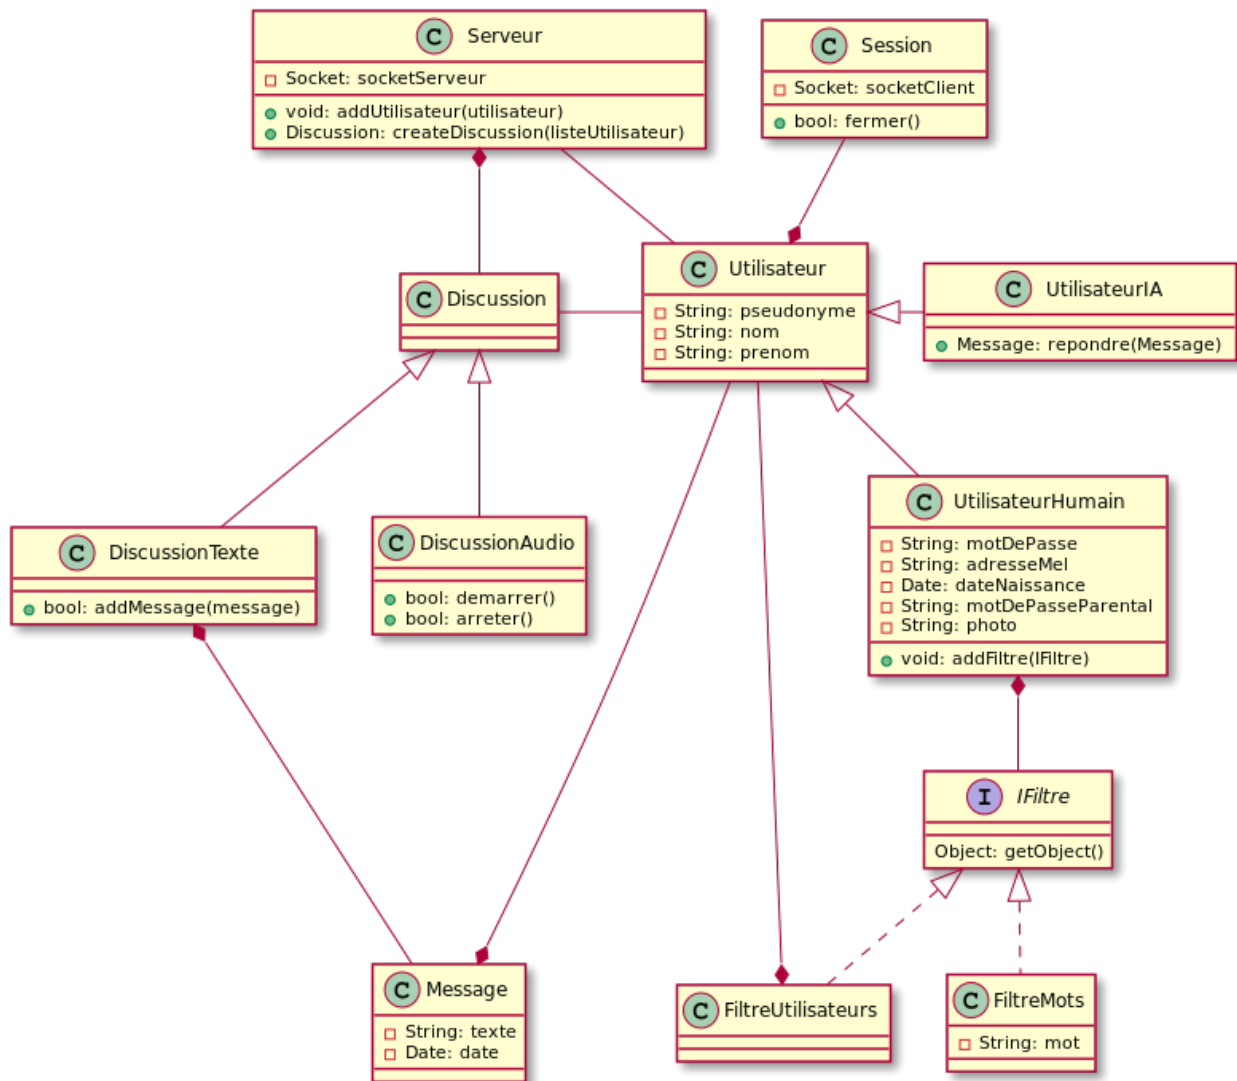 C Serveur
Socket: socketServeur
void: addUtilisateur(utilisateur)
Discussion: createDiscussion(listeUtilisateur)
C Session
Socket: socketClient
bool: fermer()
C Discussion
C Utilisateur
String: pseudonyme
String: nom
String: prenom
C UtilisateurIA
Message: repondre(Message)
C DiscussionTexte
bool: addMessage(message)
C DiscussionAudio
bool: demarrer()
bool: arreter()
C UtilisateurHumain
String: motDePasse
String: adresseMel
Date: dateNaissance
String: motDePasseParental
String: photo
void: addFiltre(IFiltre)
I IFiltre
Object: getObject()
C Message
String: texte
Date: date
C FiltreUtilisateurs
C FiltreMots
String: mot